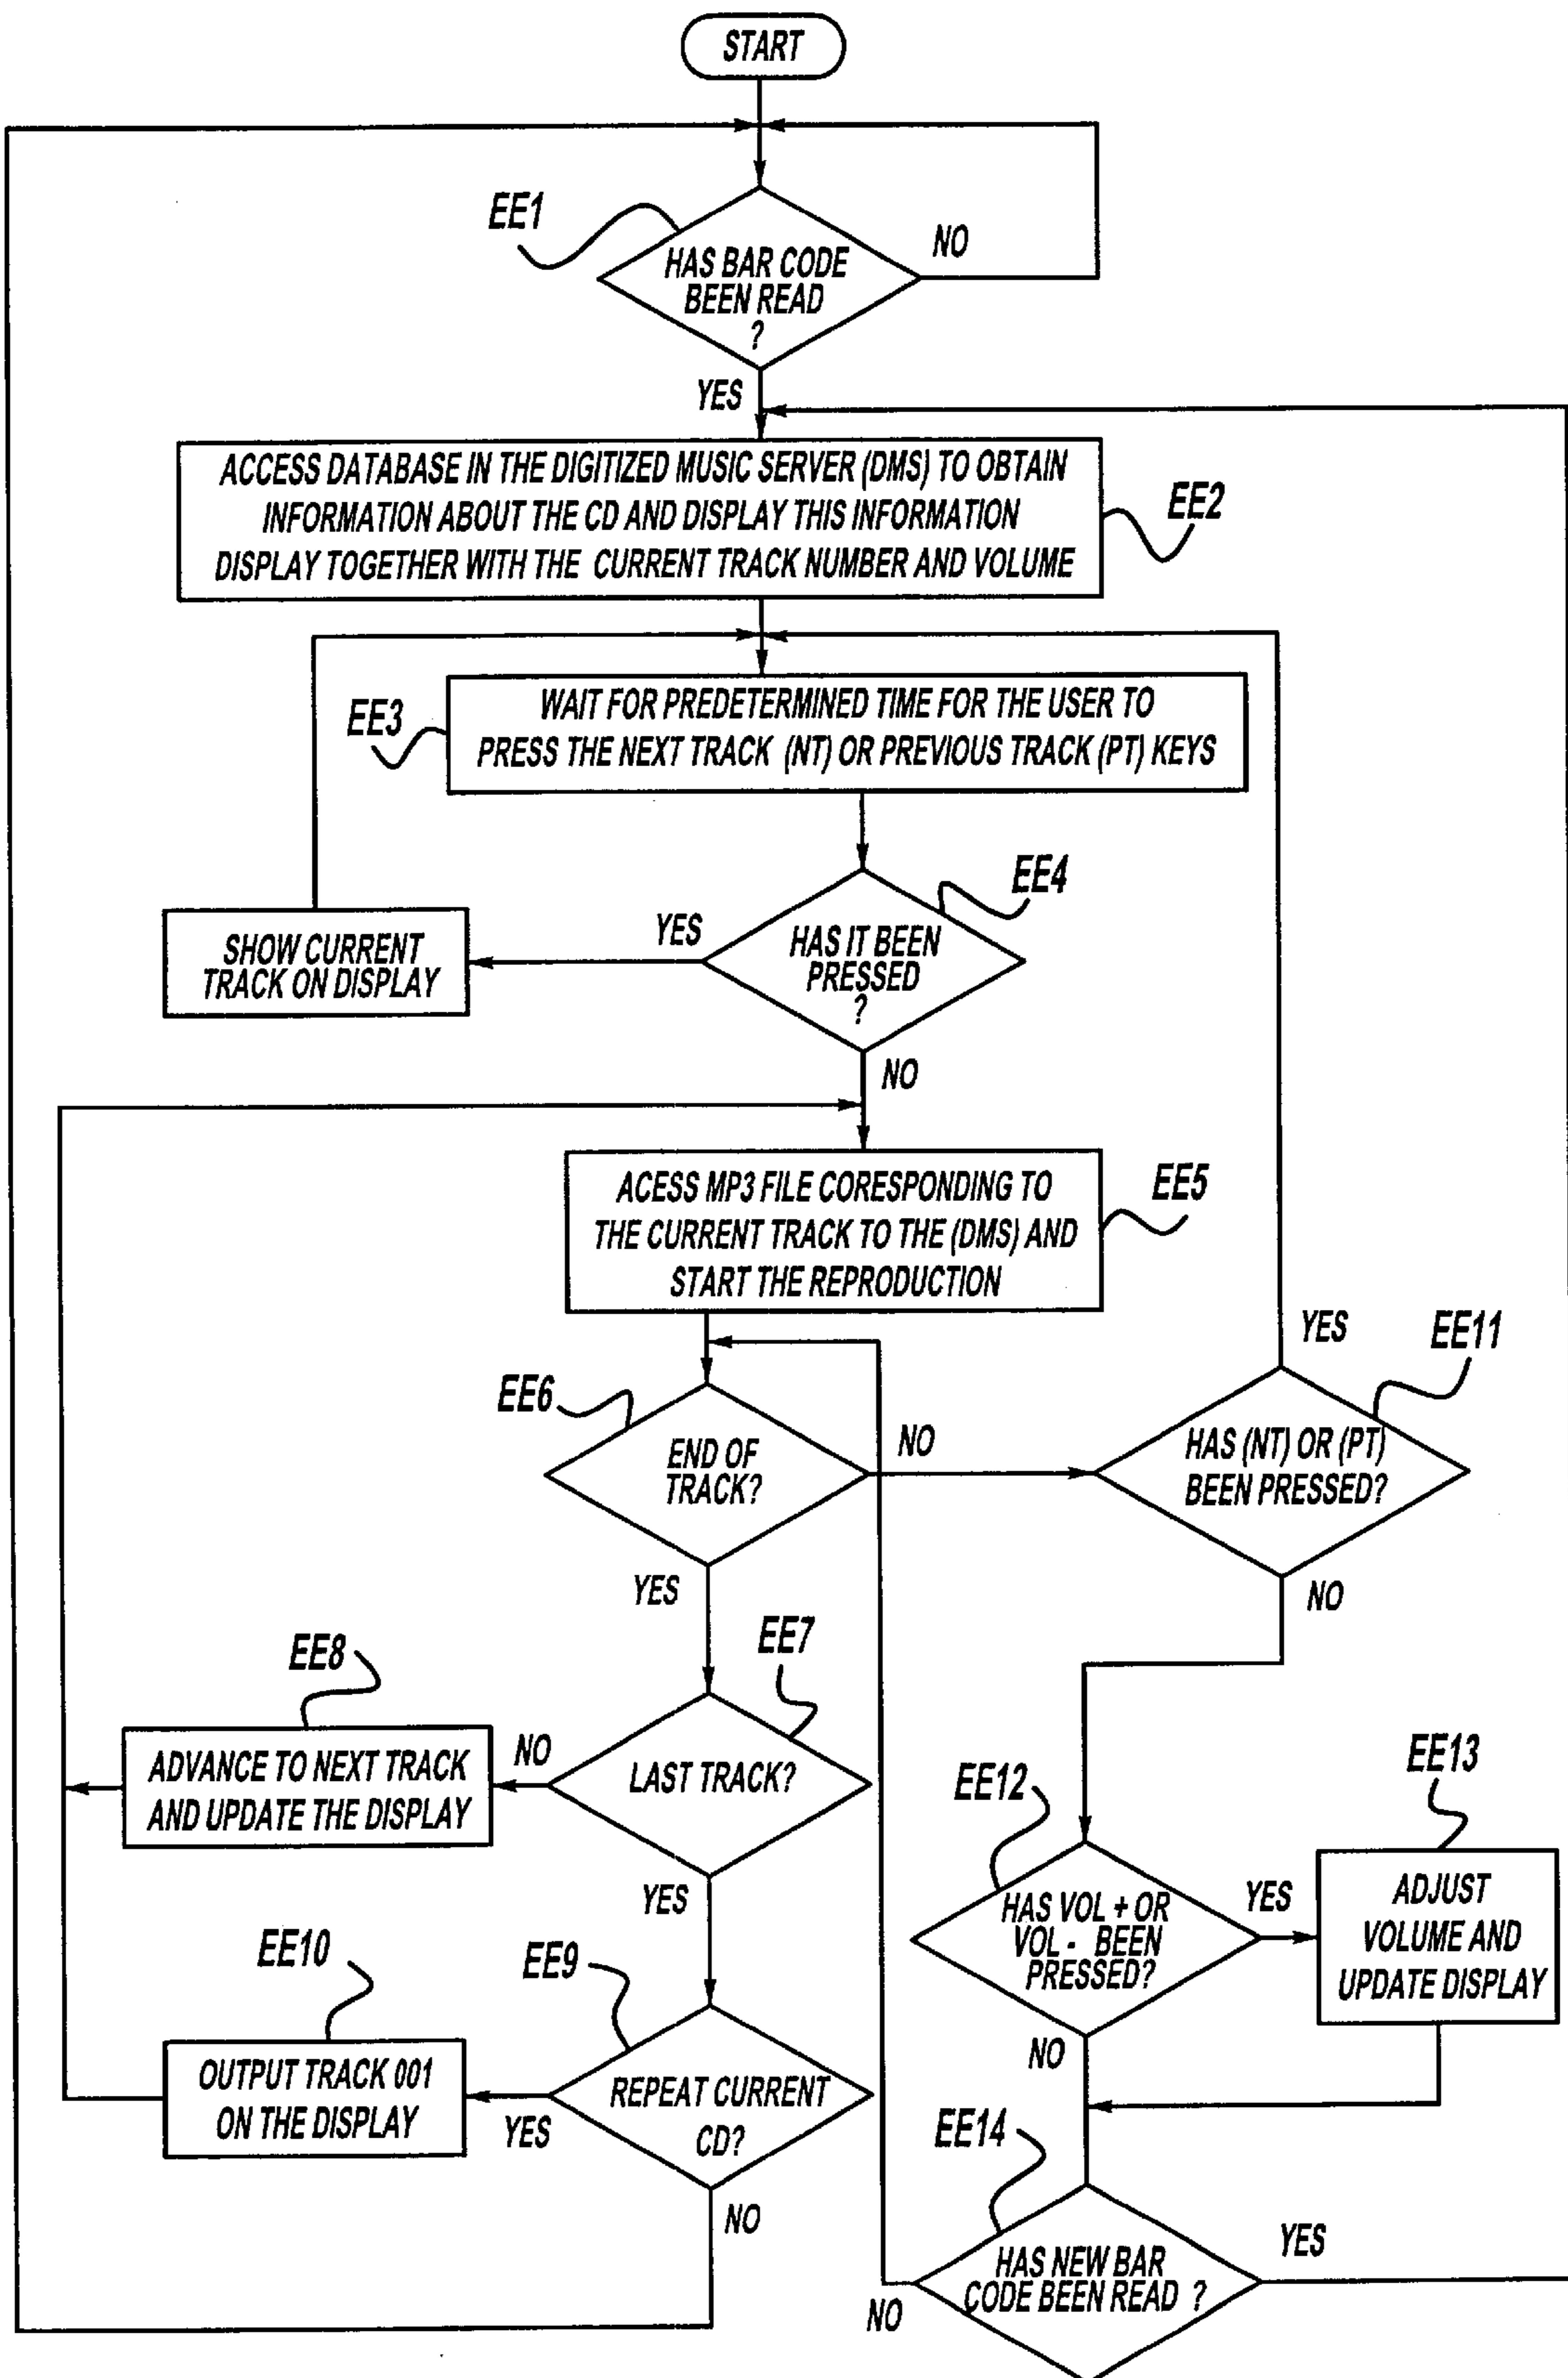 START
EE1
HAS BAR CODE
BEEN READ
?
NO
YES
ACCESS DATABASE IN THE DIGITIZED MUSIC SERVER (DMS) TO OBTAIN
INFORMATION ABOUT THE CD AND DISPLAY THIS INFORMATION
DISPLAY TOGETHER WITH THE CURRENT TRACK NUMBER AND VOLUME
EE2
EE3
WAIT FOR PREDETERMINED TIME FOR THE USER TO
PRESS THE NEXT TRACK (NT) OR PREVIOUS TRACK (PT) KEYS
EE4
HAS IT BEEN
PRESSED
?
YES
SHOW CURRENT
TRACK ON DISPLAY
NO
ACESS MP3 FILE CORESPONDING TO
THE CURRENT TRACK TO THE (DMS) AND
START THE REPRODUCTION
EE5
EE6
END OF
TRACK?
NO
YES
EE11
HAS (NT) OR (PT)
BEEN PRESSED?
YES
NO
EE7
LAST TRACK?
NO
EE8
ADVANCE TO NEXT TRACK
AND UPDATE THE DISPLAY
YES
EE12
HAS VOL + OR
VOL - BEEN
PRESSED?
YES
EE13
ADJUST
VOLUME AND
UPDATE DISPLAY
NO
EE9
REPEAT CURRENT
CD?
YES
EE10
OUTPUT TRACK 001
ON THE DISPLAY
NO
EE14
HAS NEW BAR
CODE BEEN READ ?
YES
NO